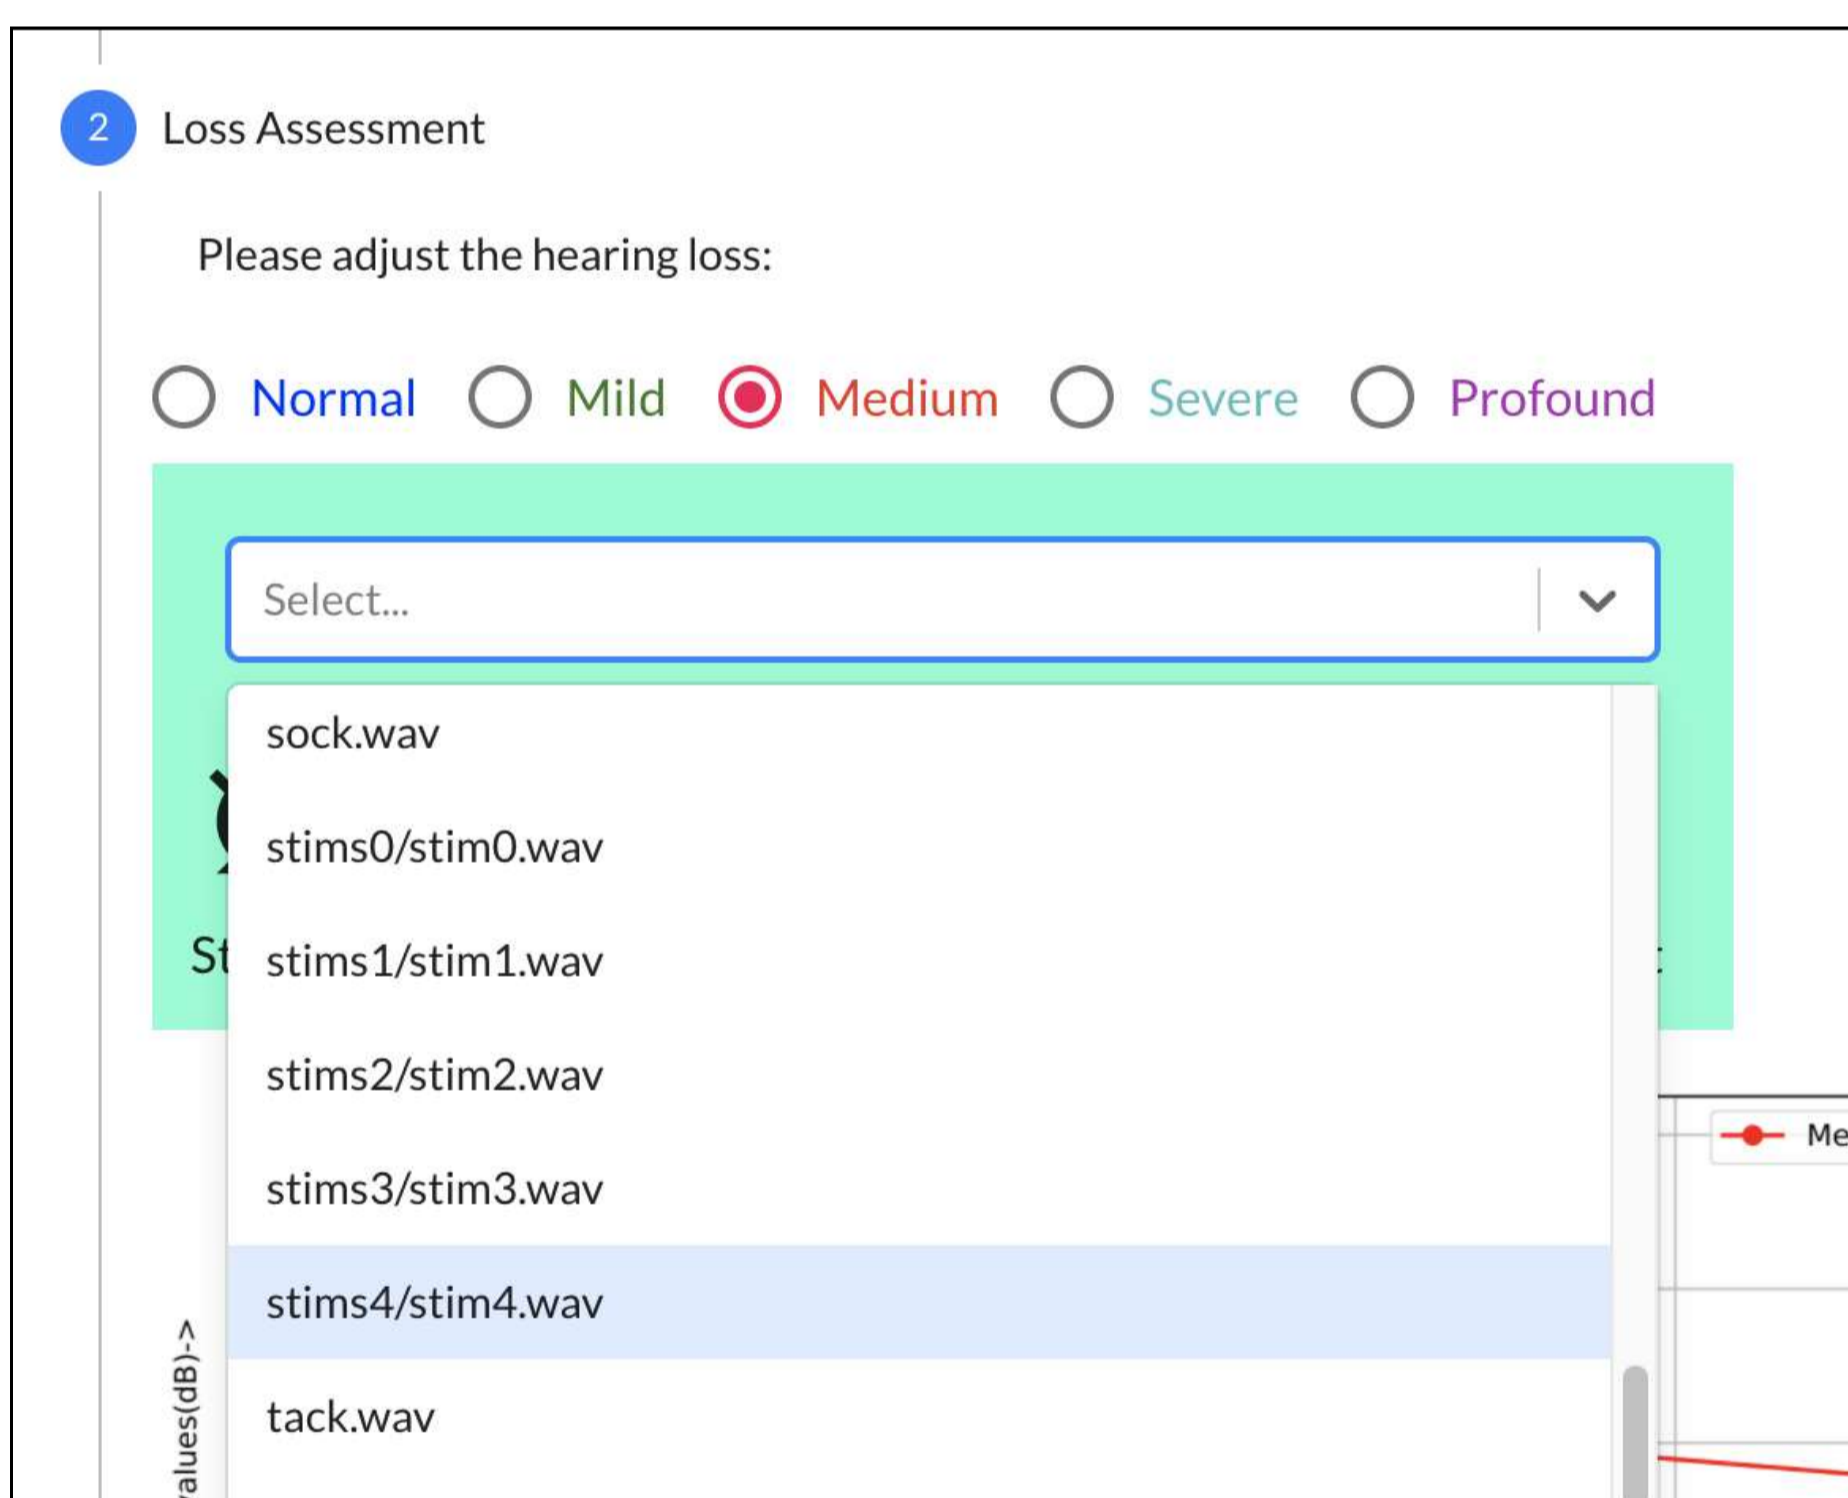 2 Loss Assessment
Please adjust the hearing loss:
Normal Mild Medium Severe Profound
Select...
sock.wav
stims0/stim0.wav
stims1/stim1.wav
stims2/stim2.wav
stims3/stim3.wav
stims4/stim4.wav
tack.wav